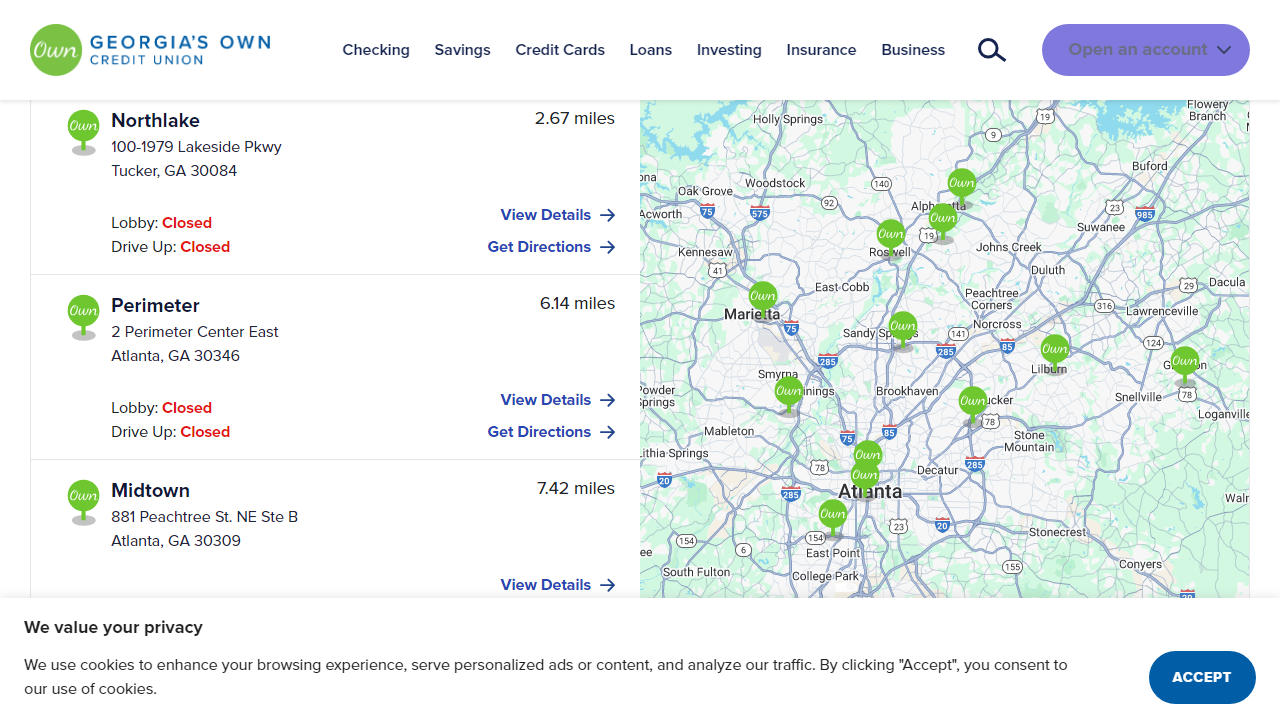 Own GEORGIA'S OWN
CREDIT UNION
Checking
Savings
Credit Cards
Loans
Investing
Insurance
Business
Open an account
Own
Northlake
2.67 miles
100-1979 Lakeside Pkwy
Tucker, GA 30084
Lobby: Closed
Drive Up: Closed
View Details
Get Directions
Own
Perimeter
6.14 miles
2 Perimeter Center East
Atlanta, GA 30346
Lobby: Closed
Drive Up: Closed
View Details
Get Directions
Own
Midtown
7.42 miles
881 Peachtree St. NE Ste B
Atlanta, GA 30309
View Details
Flowery
Branch
Holly Springs
19
9
Buford
Woodstock
140
Own
Oak Grove
92
75
575
Acworth
23
985
Own
Suwanee
Own
19
Kennesaw
Johns Creek
41
Duluth
29
Dacula
East Cobb
Peachtree
Corners
Own
316
Lawrenceville
Marietta
75
Own
Norcross
Sandy
141
285
85
Own
124
285
Own
Lilburn
Smyrna
Own
Brookhaven
Powder
Springs
Snellville
78
Own
Loganville
78
Mableton
75
85
Stone
Mountain
Own
Lithia Springs
78
Decatur
285
20
Own
285
Atlanta
Own
23
20
154
154
Stonecrest
6
East Point
155
Conyers
South Fulton
College Park
20
We value your privacy
We use cookies to enhance your browsing experience, serve personalized ads or content, and analyze our traffic. By clicking "Accept", you consent to
our use of cookies.
ACCEPT